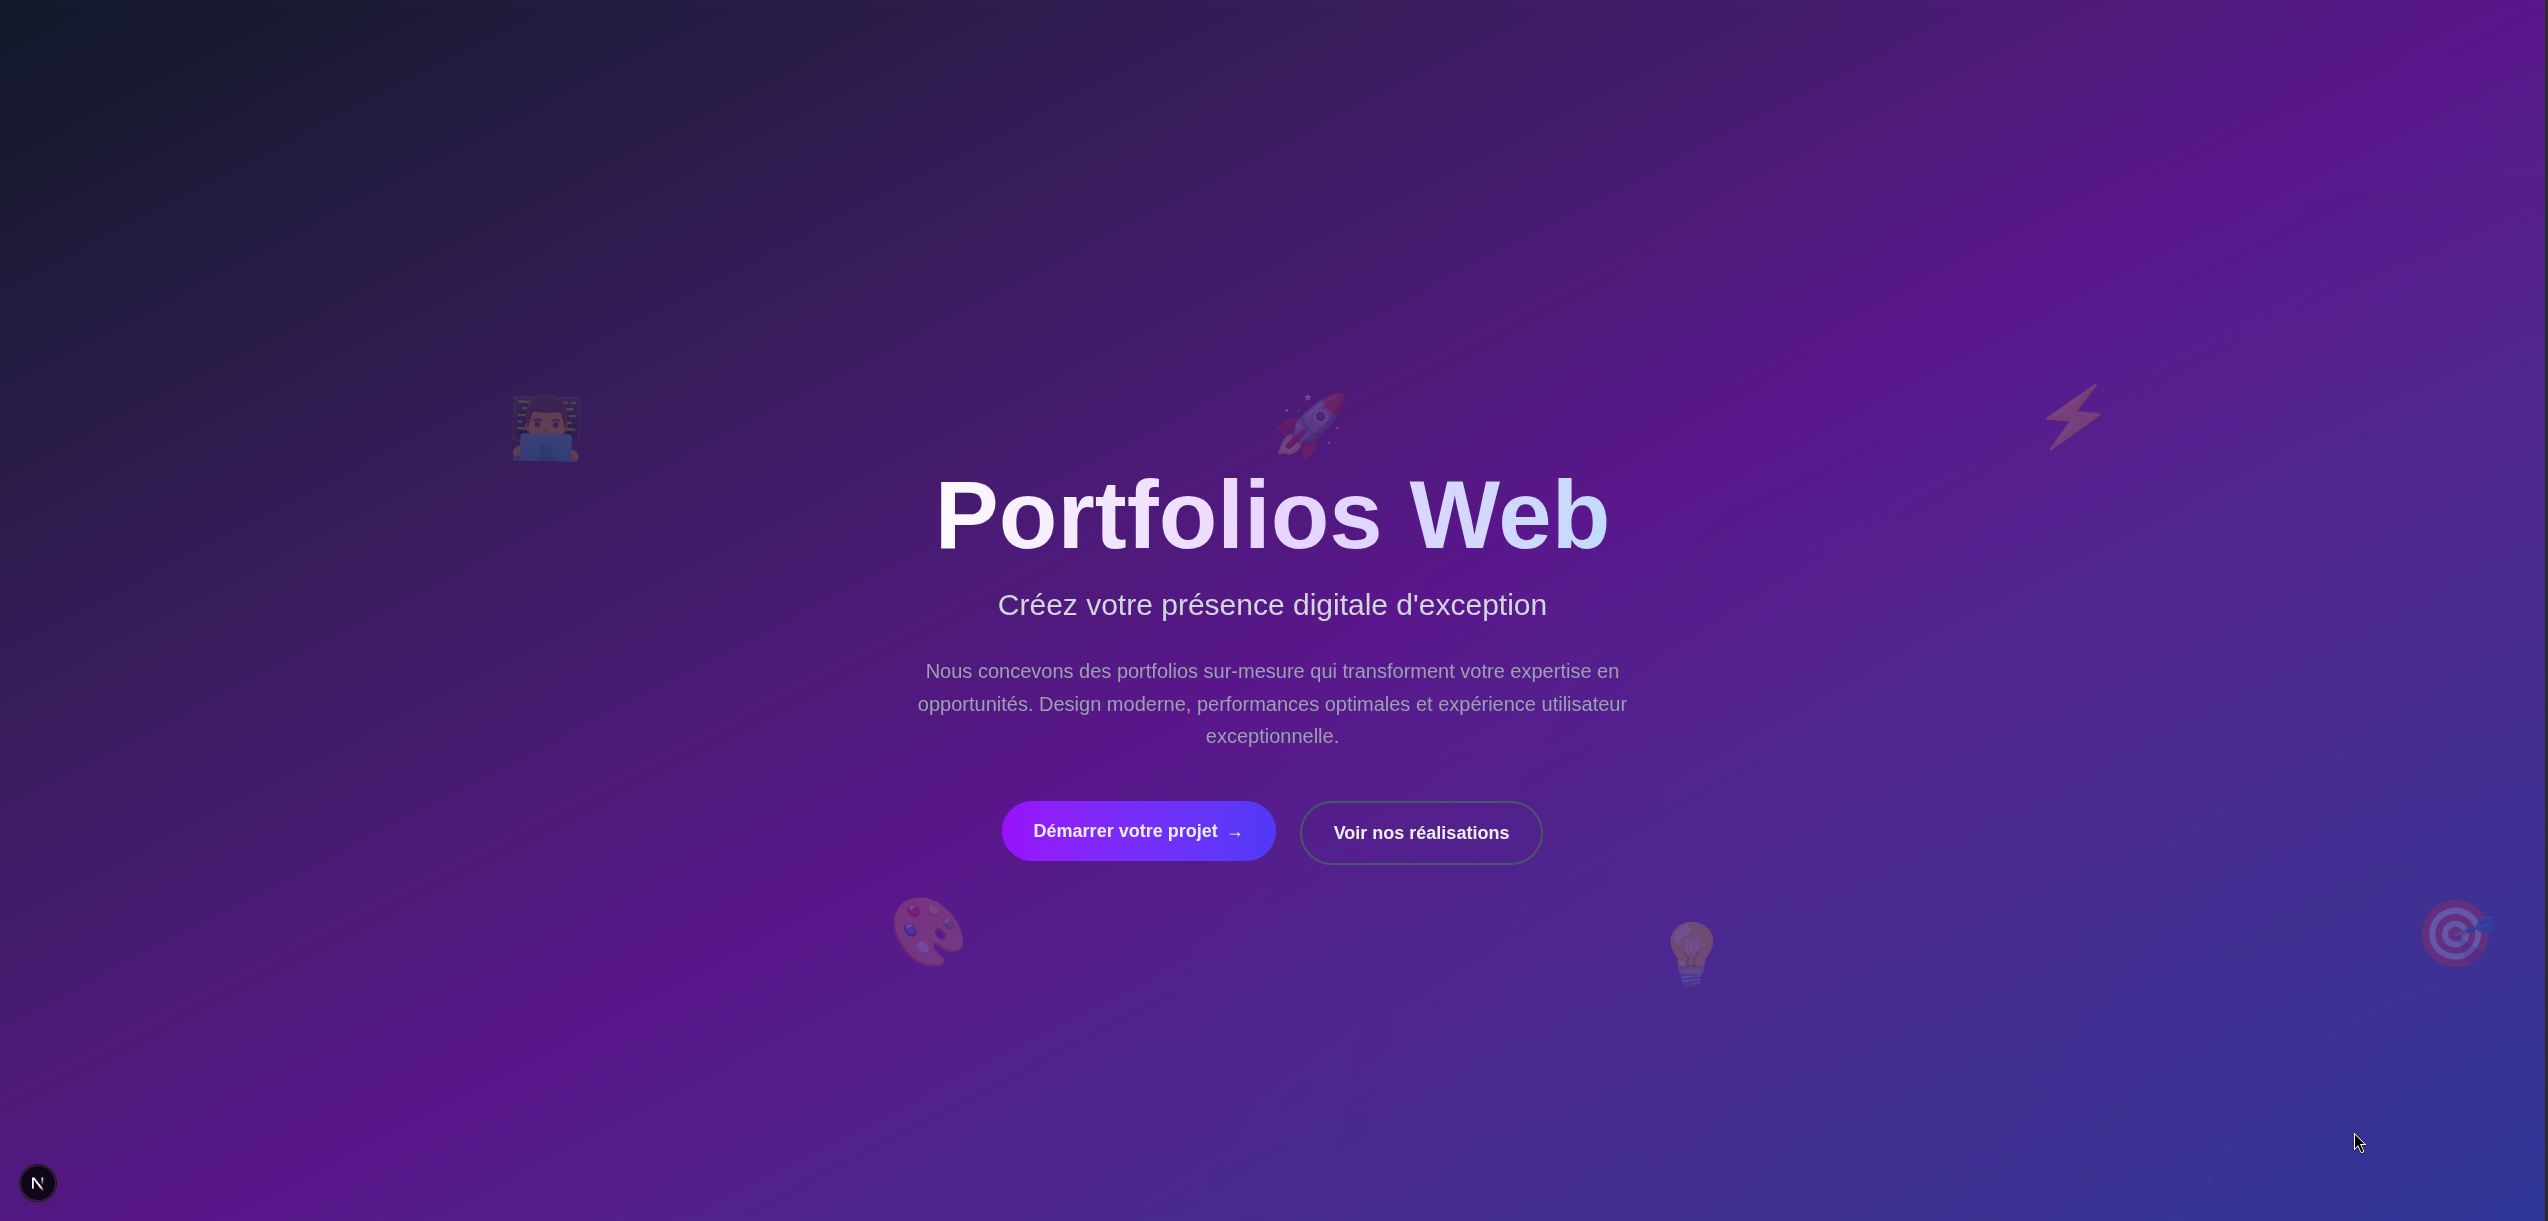 Portfolios Web
Créez votre présence digitale d'exception
Nous concevons des portfolios sur-mesure qui transforment votre expertise en
opportunités. Design moderne, performances optimales et expérience utilisateur
exceptionnelle.
Démarrer votre projet →
Voir nos réalisations
N